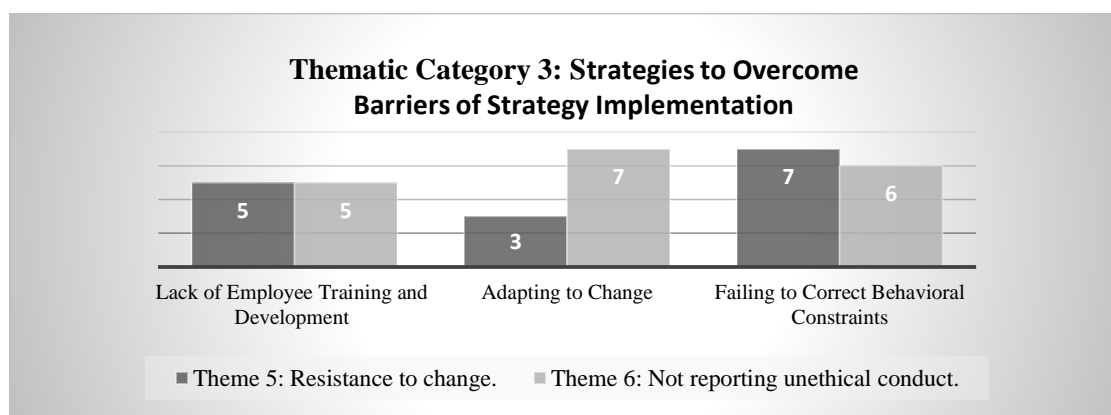 Thematic Category 3: Strategies to Overcome
Barriers of Strategy Implementation
5
5
3
7
7
6
Lack of Employee Training and
Development
Adapting to Change
Failing to Correct Behavioral
Constraints
Theme 5: Resistance to change.
Theme 6: Not reporting unethical conduct.